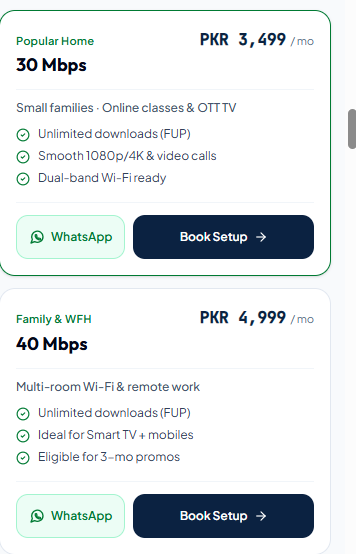 Popular Home PKR 3,499 / mo
30 Mbps
Small families · Online classes & OTT TV
Unlimited downloads (FUP)
Smooth 1080p/4K & video calls
Dual-band Wi-Fi ready
WhatsApp Book Setup →
Family & WFH PKR 4,999 / mo
40 Mbps
Multi-room Wi-Fi & remote work
Unlimited downloads (FUP)
Ideal for Smart TV + mobiles
Eligible for 3-mo promos
WhatsApp Book Setup →